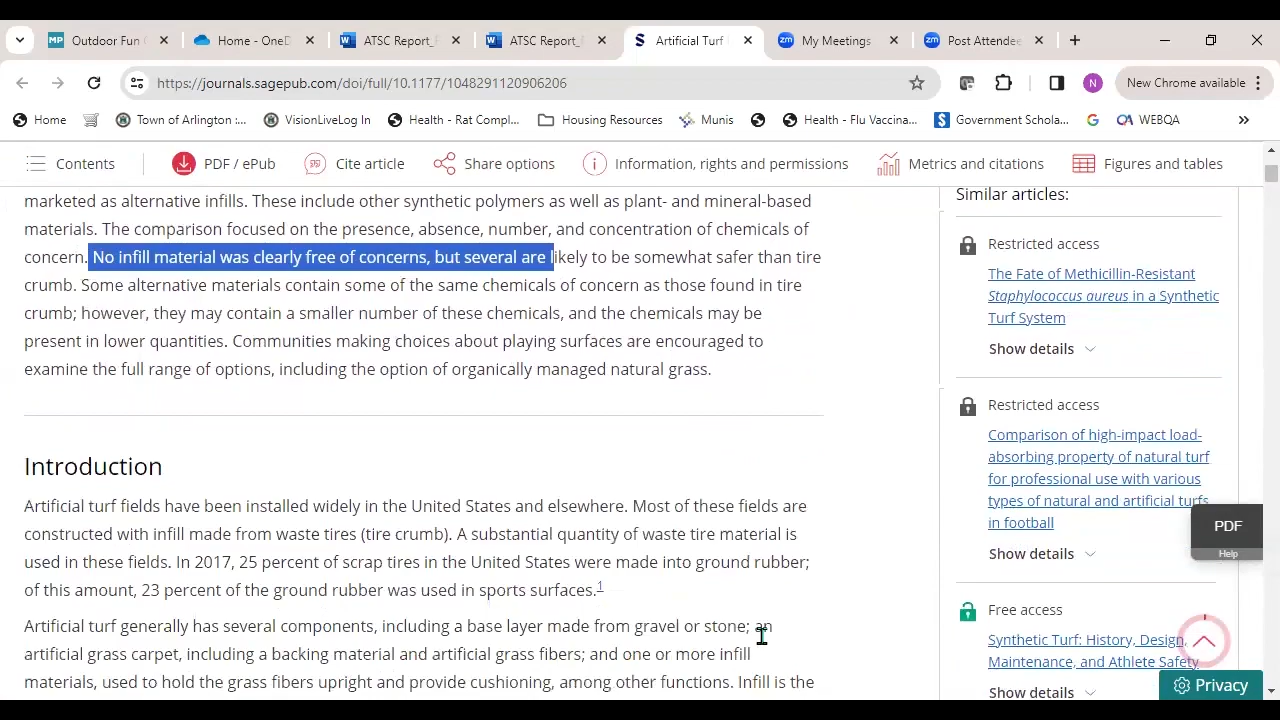 Outdoor Fun
Home - OneD
ATSC Report_
ATSC Report_
Artificial Turf
My Meetings
Post Attendee
https://journals.sagepub.com/doi/full/10.1177/1048291120906206
N
New Chrome available
Home
Town of Arlington :...
VisionLiveLog In
Health - Rat Compl...
Housing Resources
Munis
Health - Flu Vaccina...
Government Schola...
WEBQA
Contents
PDF / ePub
Cite article
Share options
Information, rights and permissions
Metrics and citations
Figures and tables
marketed as alternative infills. These include other synthetic polymers as well as plant- and mineral-based
materials. The comparison focused on the presence, absence, number, and concentration of chemicals of
concern. No infill material was clearly free of concerns, but several are likely to be somewhat safer than tire
crumb. Some alternative materials contain some of the same chemicals of concern as those found in tire
crumb; however, they may contain a smaller number of these chemicals, and the chemicals may be
present in lower quantities. Communities making choices about playing surfaces are encouraged to
examine the full range of options, including the option of organically managed natural grass.
Introduction
Artificial turf fields have been installed widely in the United States and elsewhere. Most of these fields are
constructed with infill made from waste tires (tire crumb). A substantial quantity of waste tire material is
used in these fields. In 2017, 25 percent of scrap tires in the United States were made into ground rubber;
of this amount, 23 percent of the ground rubber was used in sports surfaces.1
Artificial turf generally has several components, including a base layer made from gravel or stone; an
artificial grass carpet, including a backing material and artificial grass fibers; and one or more infill
materials, used to hold the grass fibers upright and provide cushioning, among other functions. Infill is the
Similar articles:
Restricted access
The Fate of Methicillin-Resistant
Staphylococcus aureus in a Synthetic
Turf System
Show details
Restricted access
Comparison of high-impact load-
absorbing property of natural turf
for professional use with various
types of natural and artificial turfs
in football
Show details
Free access
Synthetic Turf: History, Design,
Maintenance, and Athlete Safety
Show details
PDF
Help
Privacy